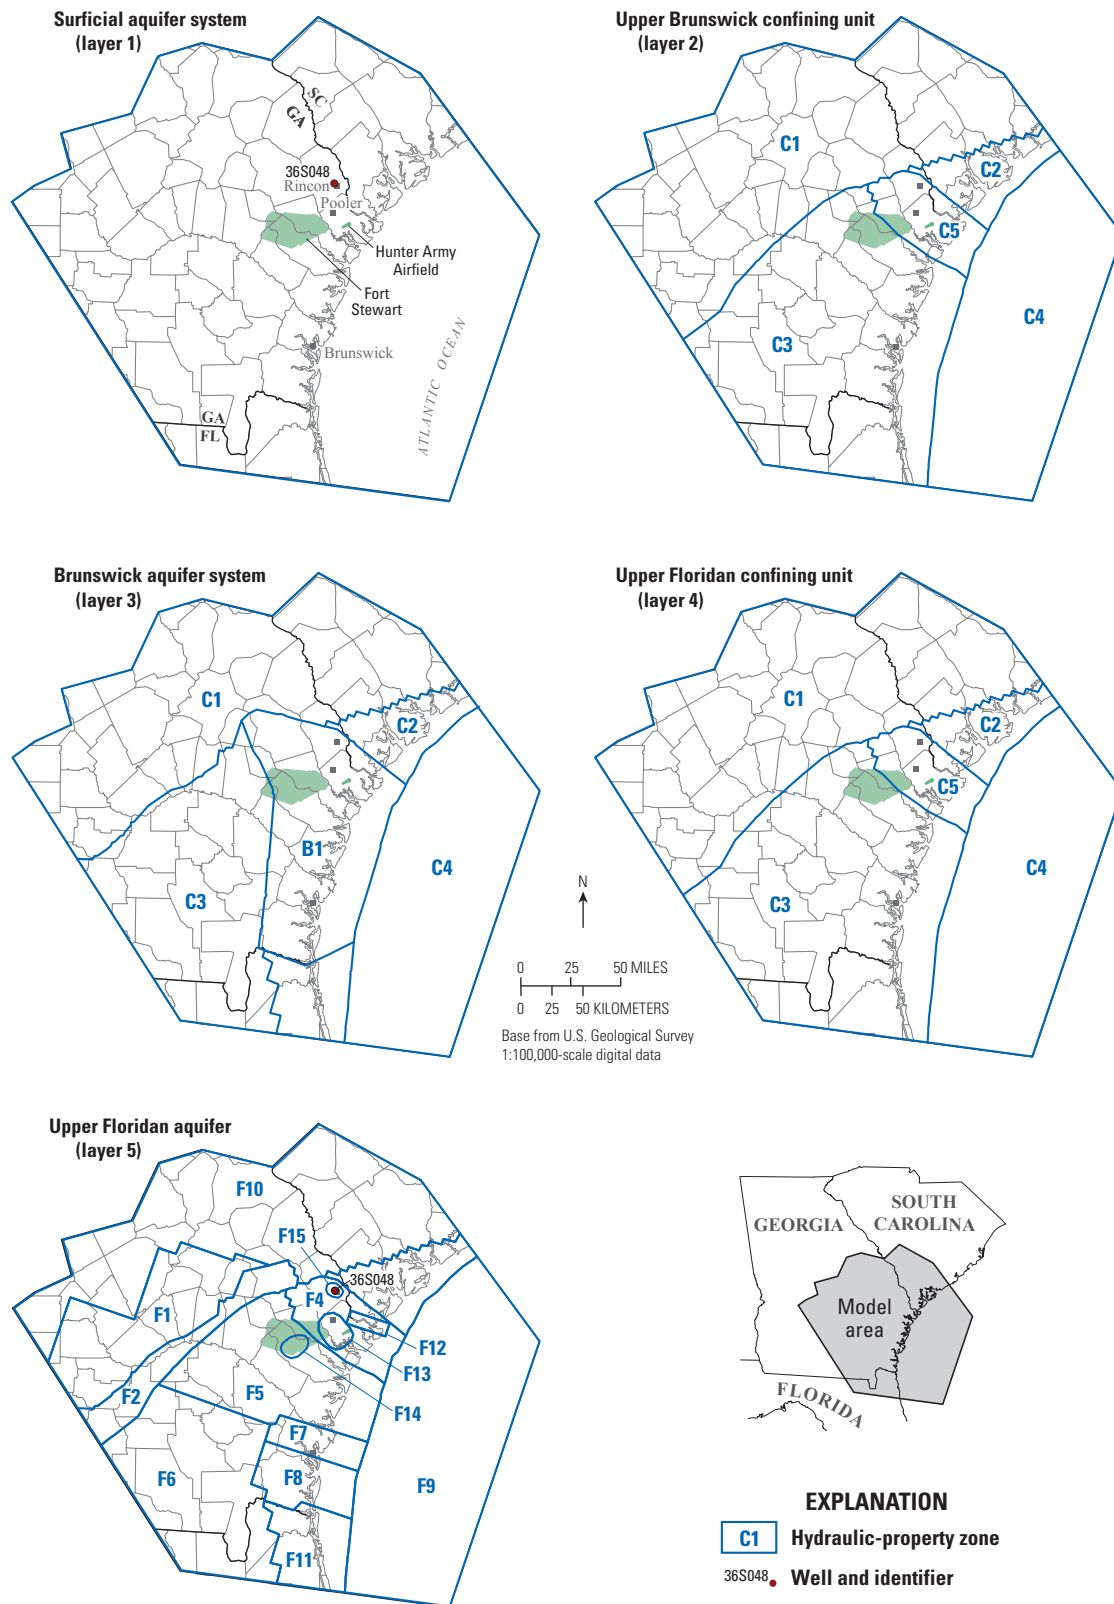 Surficial aquifer system
(layer 1)
SC
GA
36S048
Rincon
Pooler
Hunter Army
Airfield
Fort
Stewart
Brunswick
ATLANTIC OCEAN
GA
FL
Upper Brunswick confining unit
(layer 2)
C1
C2
C5
C4
C3
Brunswick aquifer system
(layer 3)
C1
C2
B1
C4
C3
Upper Floridan confining unit
(layer 4)
C1
C2
C5
C4
C3
N
0 25 50 MILES
0 25 50 KILOMETERS
Base from U.S. Geological Survey
1:100,000-scale digital data
Upper Floridan aquifer
(layer 5)
F10
F15
36S048
F4
F1
F12
F13
F2
F5
F14
F7
F6
F8
F9
F11
GEORGIA
SOUTH
CAROLINA
Model
area
FLORIDA
EXPLANATION
C1 Hydraulic-property zone
36S048 Well and identifier